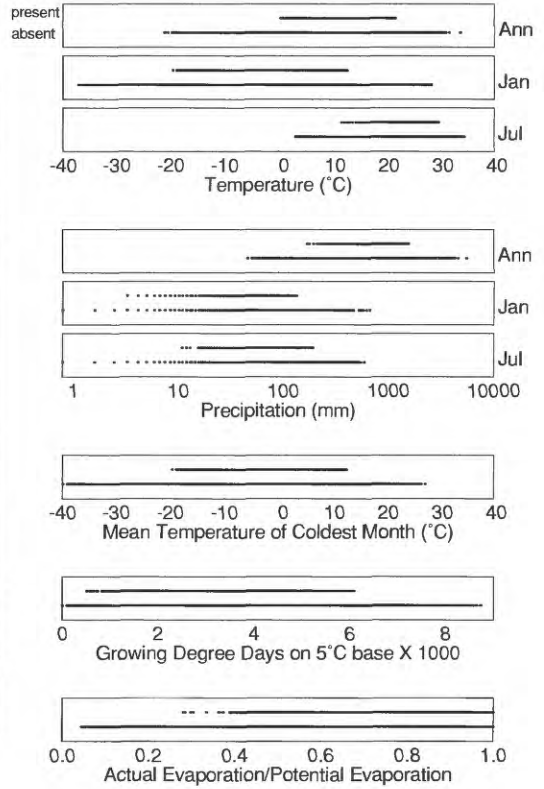 present
absent
Ann
Jan
Jul
-40 -30 -20 -10 0 10 20 30 40
Temperature (°C)
Ann
Jan
Jul
1 10 100 1000 10000
Precipitation (mm)
-40 -30 -20 -10 0 10 20 30 40
Mean Temperature of Coldest Month (°C)
0 2 4 6 8
Growing Degree Days on 5°C base X 1000
0.0 0.2 0.4 0.6 0.8 1.0
Actual Evaporation/Potential Evaporation